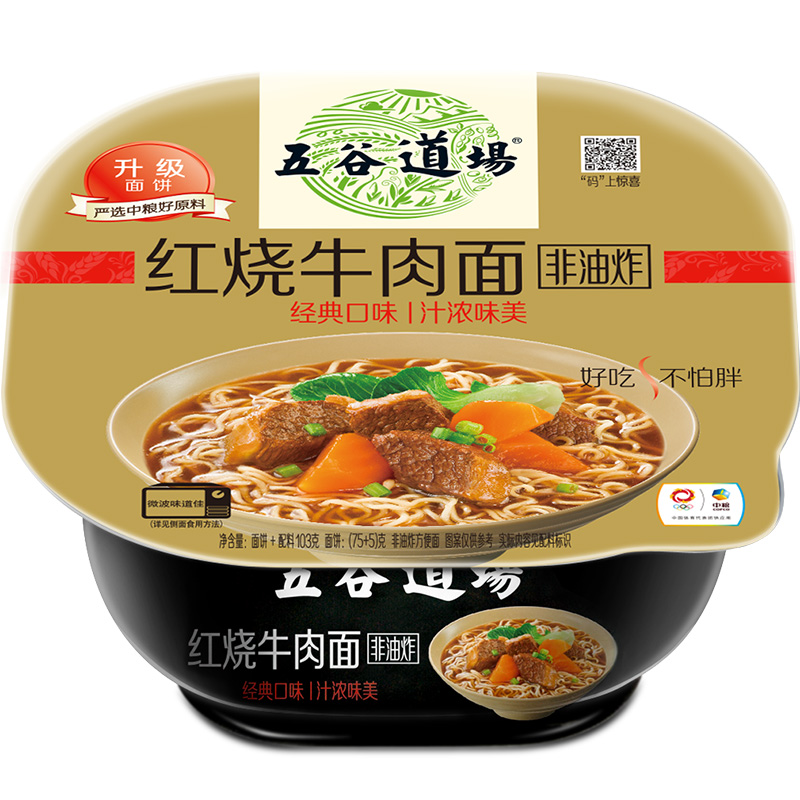 五谷道場®
升级
面饼
严选中粮好原料
“码”上惊喜
红烧牛肉面 非油炸
经典口味 | 汁浓味美
好吃 不怕胖
微波味道佳
(详见侧面食用方法)
中粮
COFCO
净含量: 面饼 + 配料103克 面饼: (75+5)克 非油炸方便面 图案仅供参考 实际内容见配料标识
五谷道場
红烧牛肉面 非油炸
经典口味 | 汁浓味美